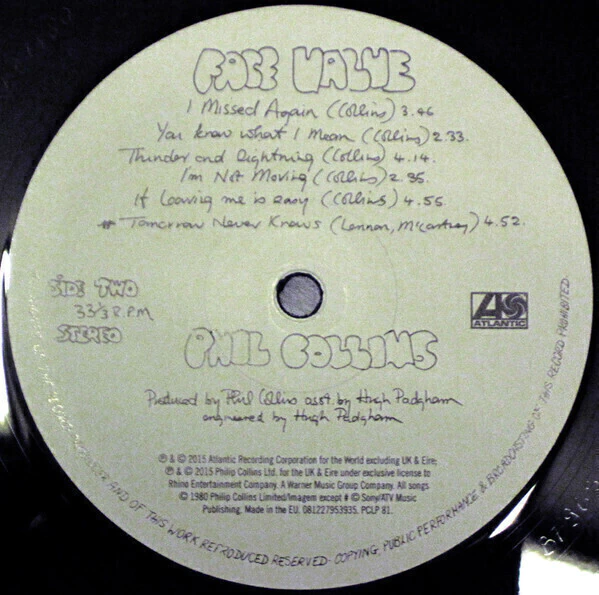 FACE VALUE
I Missed Again (Collins) 3.46
You know what I Mean (Collins) 2.33.
Thunder and Lightning (Collins) 4.14.
I'm Not Moving (Collins) 2.35.
If Leaving me is easy (Collins) 4.55.
# Tomorrow Never Knows (Lennon, McCartney) 4.52.
SIDE TWO
33 1/3 R.P.M
STEREO
ATLANTIC
PHIL COLLINS
Produced by Phil Collins asst. by Hugh Padgham
engineered by Hugh Padgham
℗ & © 2015 Atlantic Recording Corporation for the World excluding UK & Eire;
℗ & © 2015 Philip Collins Ltd. for the UK & Eire under exclusive license to
Rhino Entertainment Company. A Warner Music Group Company. All songs
© 1980 Philip Collins Limited/Imagem except # © Sony/ATV Music
Publishing. Made in the EU. 081227953935. PCLP 81.
AND OF THIS WORK REPRODUCED RESERVED - COPYING, PUBLIC PERFORMANCE & BROADCASTING OF THIS RECORD PROHIBITED.